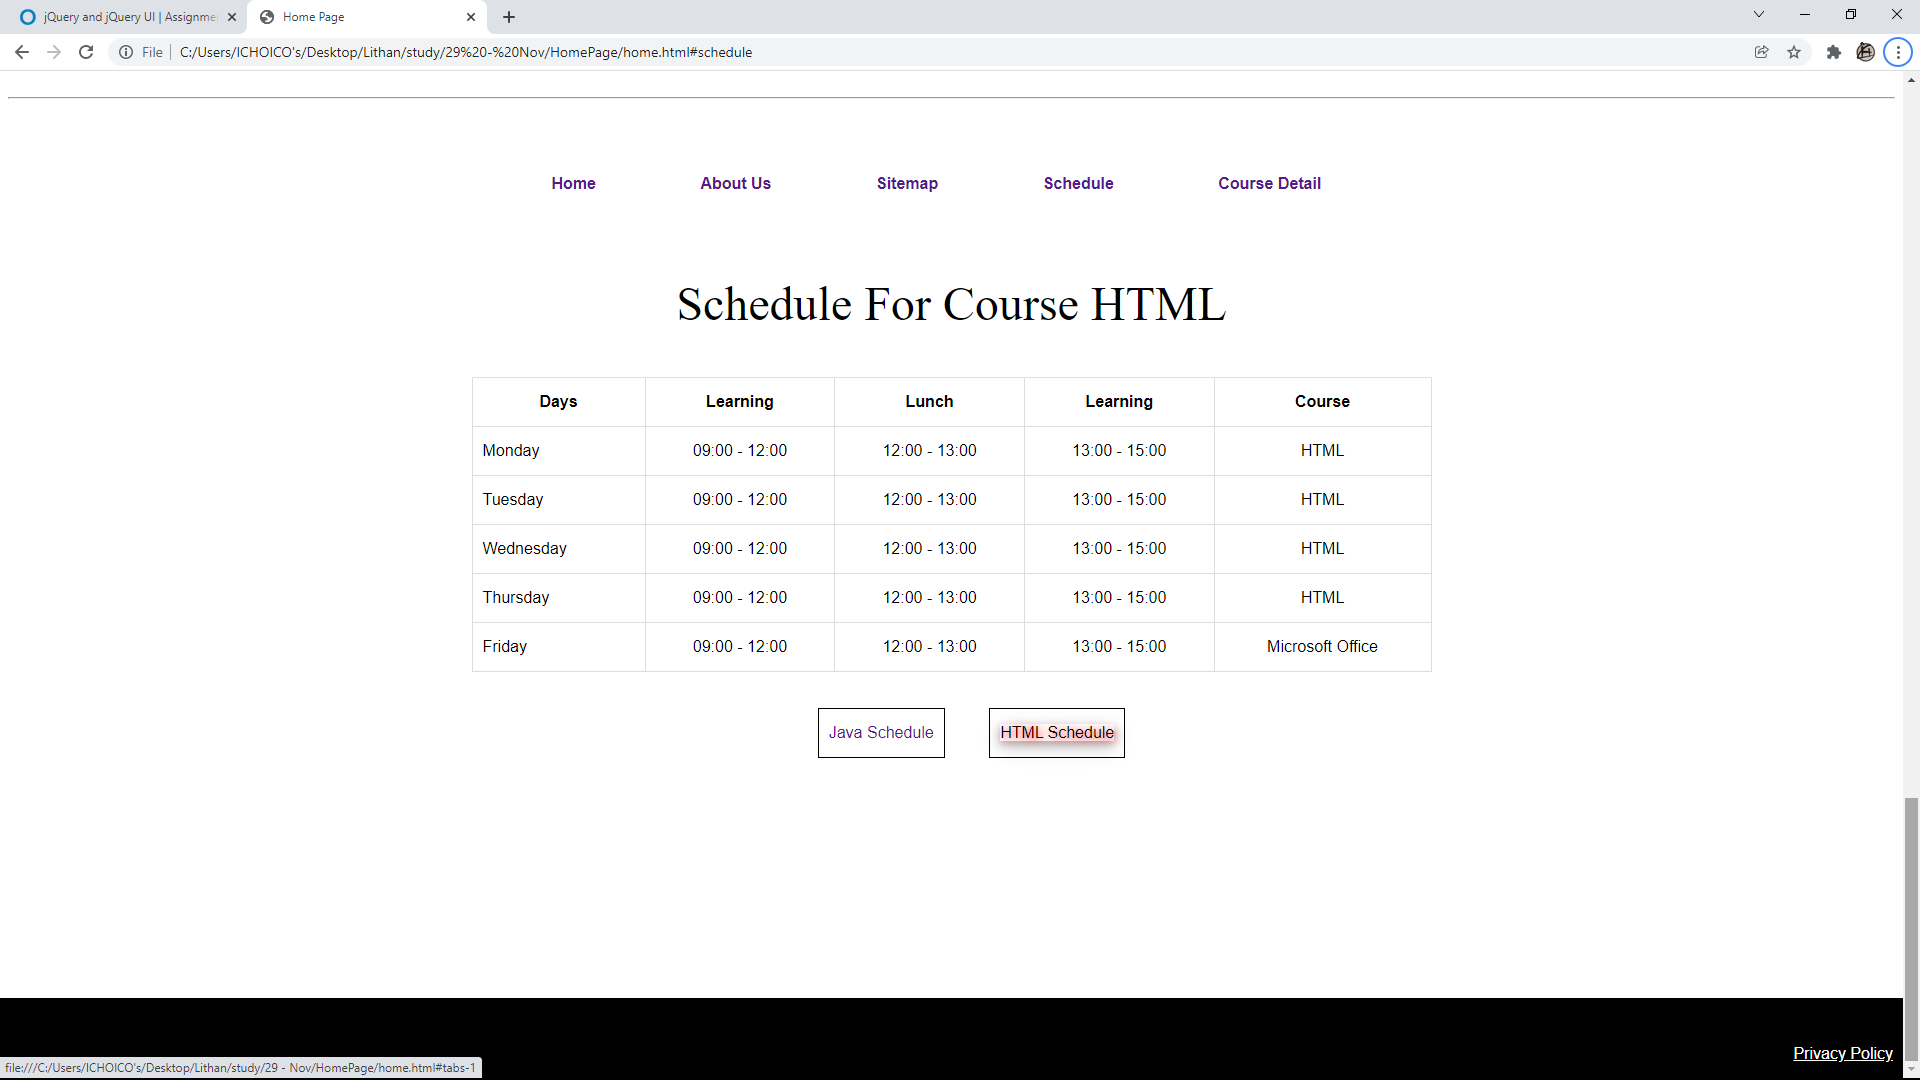 jQuery and jQuery UI | Assignme
Home Page
File
C:/Users/ICHOICO's/Desktop/Lithan/study/29%20-%20Nov/HomePage/home.html#schedule
Home About Us Sitemap Schedule Course Detail
Schedule For Course HTML
Days Learning Lunch Learning Course
Monday 09:00 - 12:00 12:00 - 13:00 13:00 - 15:00 HTML
Tuesday 09:00 - 12:00 12:00 - 13:00 13:00 - 15:00 HTML
Wednesday 09:00 - 12:00 12:00 - 13:00 13:00 - 15:00 HTML
Thursday 09:00 - 12:00 12:00 - 13:00 13:00 - 15:00 HTML
Friday 09:00 - 12:00 12:00 - 13:00 13:00 - 15:00 Microsoft Office
Java Schedule HTML Schedule
Privacy Policy
file:///C:/Users/ICHOICO's/Desktop/Lithan/study/29 - Nov/HomePage/home.html#tabs-1